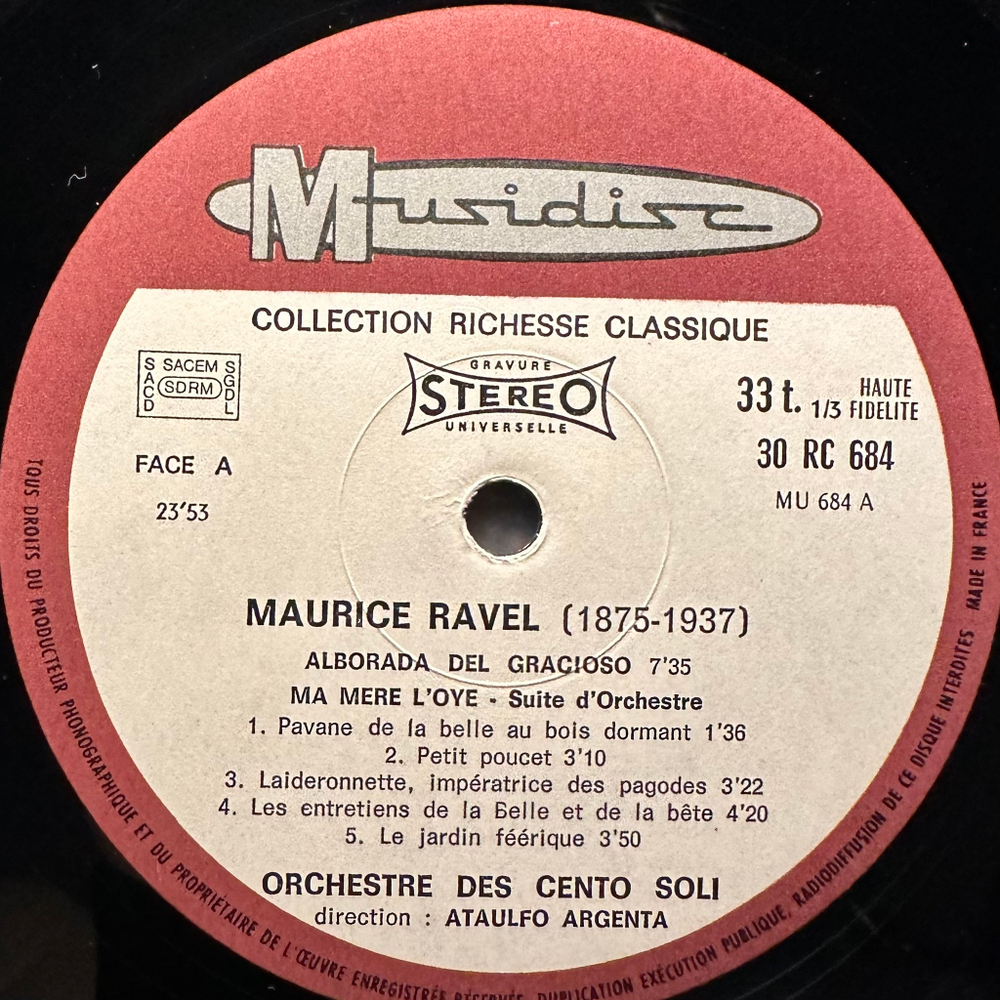 Musidisc
COLLECTION RICHESSE CLASSIQUE
SACD SACEM SGDL
SDRM
GRAVURE
STEREO
UNIVERSELLE
33 t. 1/3 HAUTE
FIDELITE
30 RC 684
MU 684 A
FACE A
23'53
MAURICE RAVEL (1875-1937)
ALBORADA DEL GRACIOSO 7'35
MA MERE L'OYE - Suite d'Orchestre
1. Pavane de la belle au bois dormant 1'36
2. Petit poucet 3'10
3. Laideronnette, impératrice des pagodes 3'22
4. Les entretiens de la Belle et de la bête 4'20
5. Le jardin féérique 3'50
ORCHESTRE DES CENTO SOLI
direction : ATAULFO ARGENTA
TOUS DROITS DU PRODUCTEUR PHONOGRAPHIQUE ET DU PROPRIÉTAIRE DE L'ŒUVRE ENREGISTRÉE RÉSERVÉS. DUPLICATION EXÉCUTION PUBLIQUE, RADIODIFFUSION DE CE DISQUE INTERDITES · MADE IN FRANCE